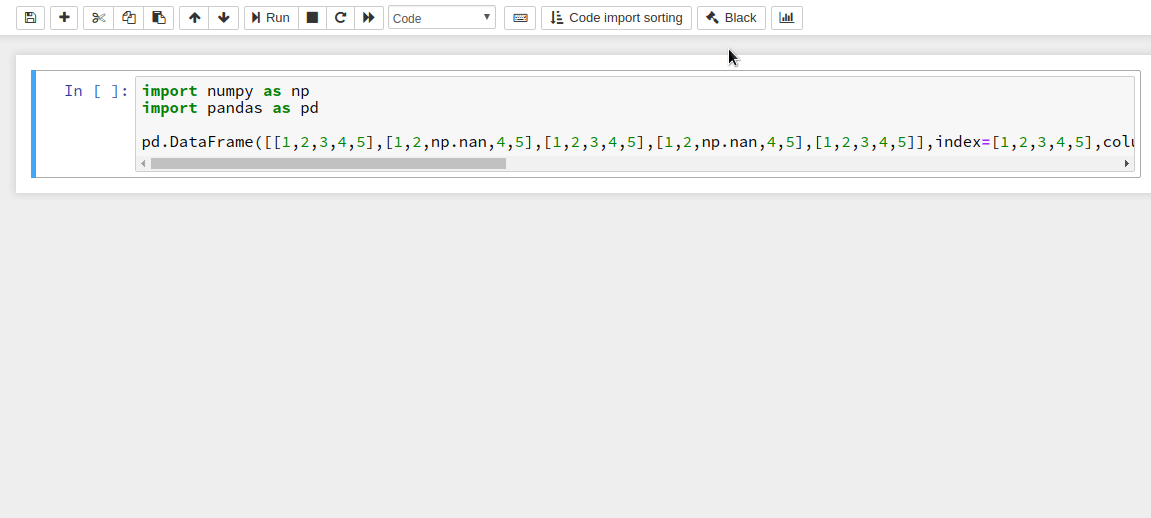 Run Code Code import sorting Black
In [ ]: import numpy as np
import pandas as pd
pd.DataFrame([[1,2,3,4,5],[1,2,np.nan,4,5],[1,2,3,4,5],[1,2,np.nan,4,5],[1,2,3,4,5]],index=[1,2,3,4,5],colu